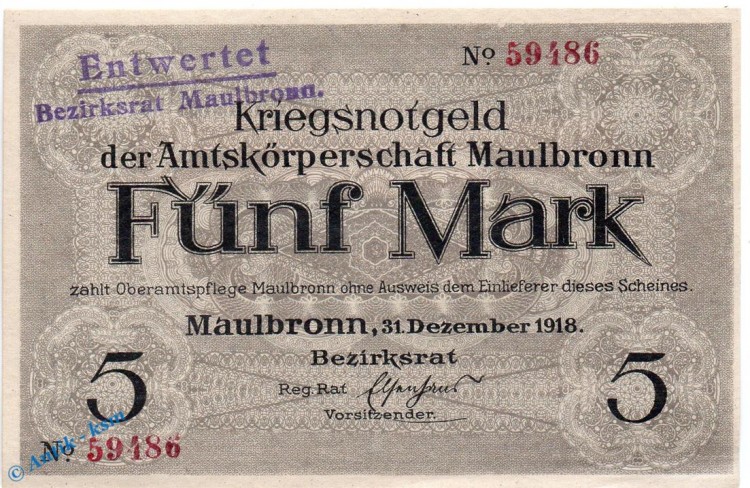 Entwertet
Bezirksrat Maulbronn.
No 59486
Kriegsnotgeld
der Amtskörperschaft Maulbronn
Fünf Mark
zahlt Oberamtspflege Maulbronn ohne Ausweis dem Einlieferer dieses Scheines.
Maulbronn, 31. Dezember 1918.
Bezirksrat
Reg. Rat
Vorsitzender.
5
5
No 59486